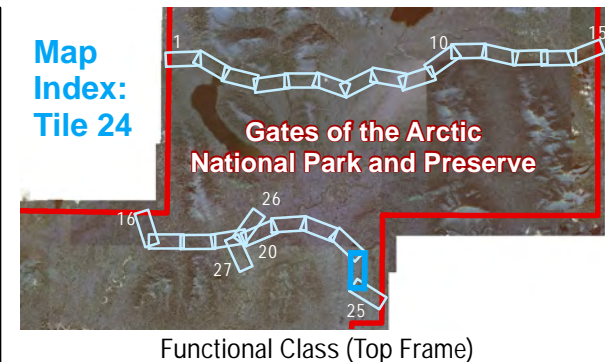 Map
Index:
Tile 24
1
10
15
Gates of the Arctic
National Park and Preserve
16
26
20
27
25
Functional Class (Top Frame)